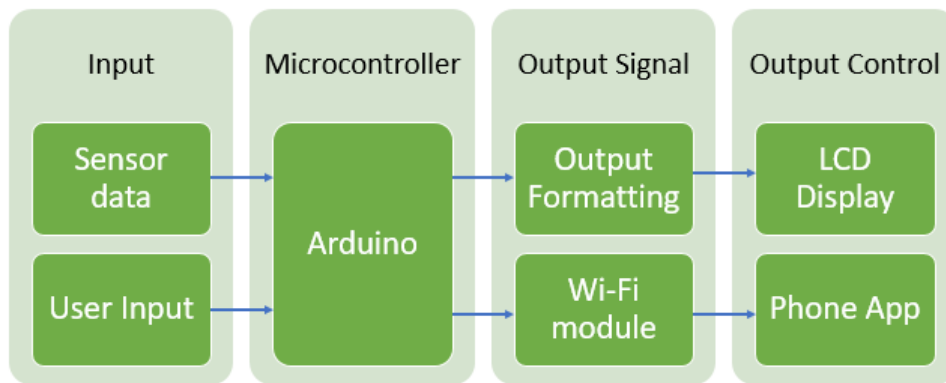 Input
Microcontroller
Output Signal
Output Control
Sensor
data
Arduino
Output
Formatting
LCD
Display
User Input
Wi-Fi
module
Phone App